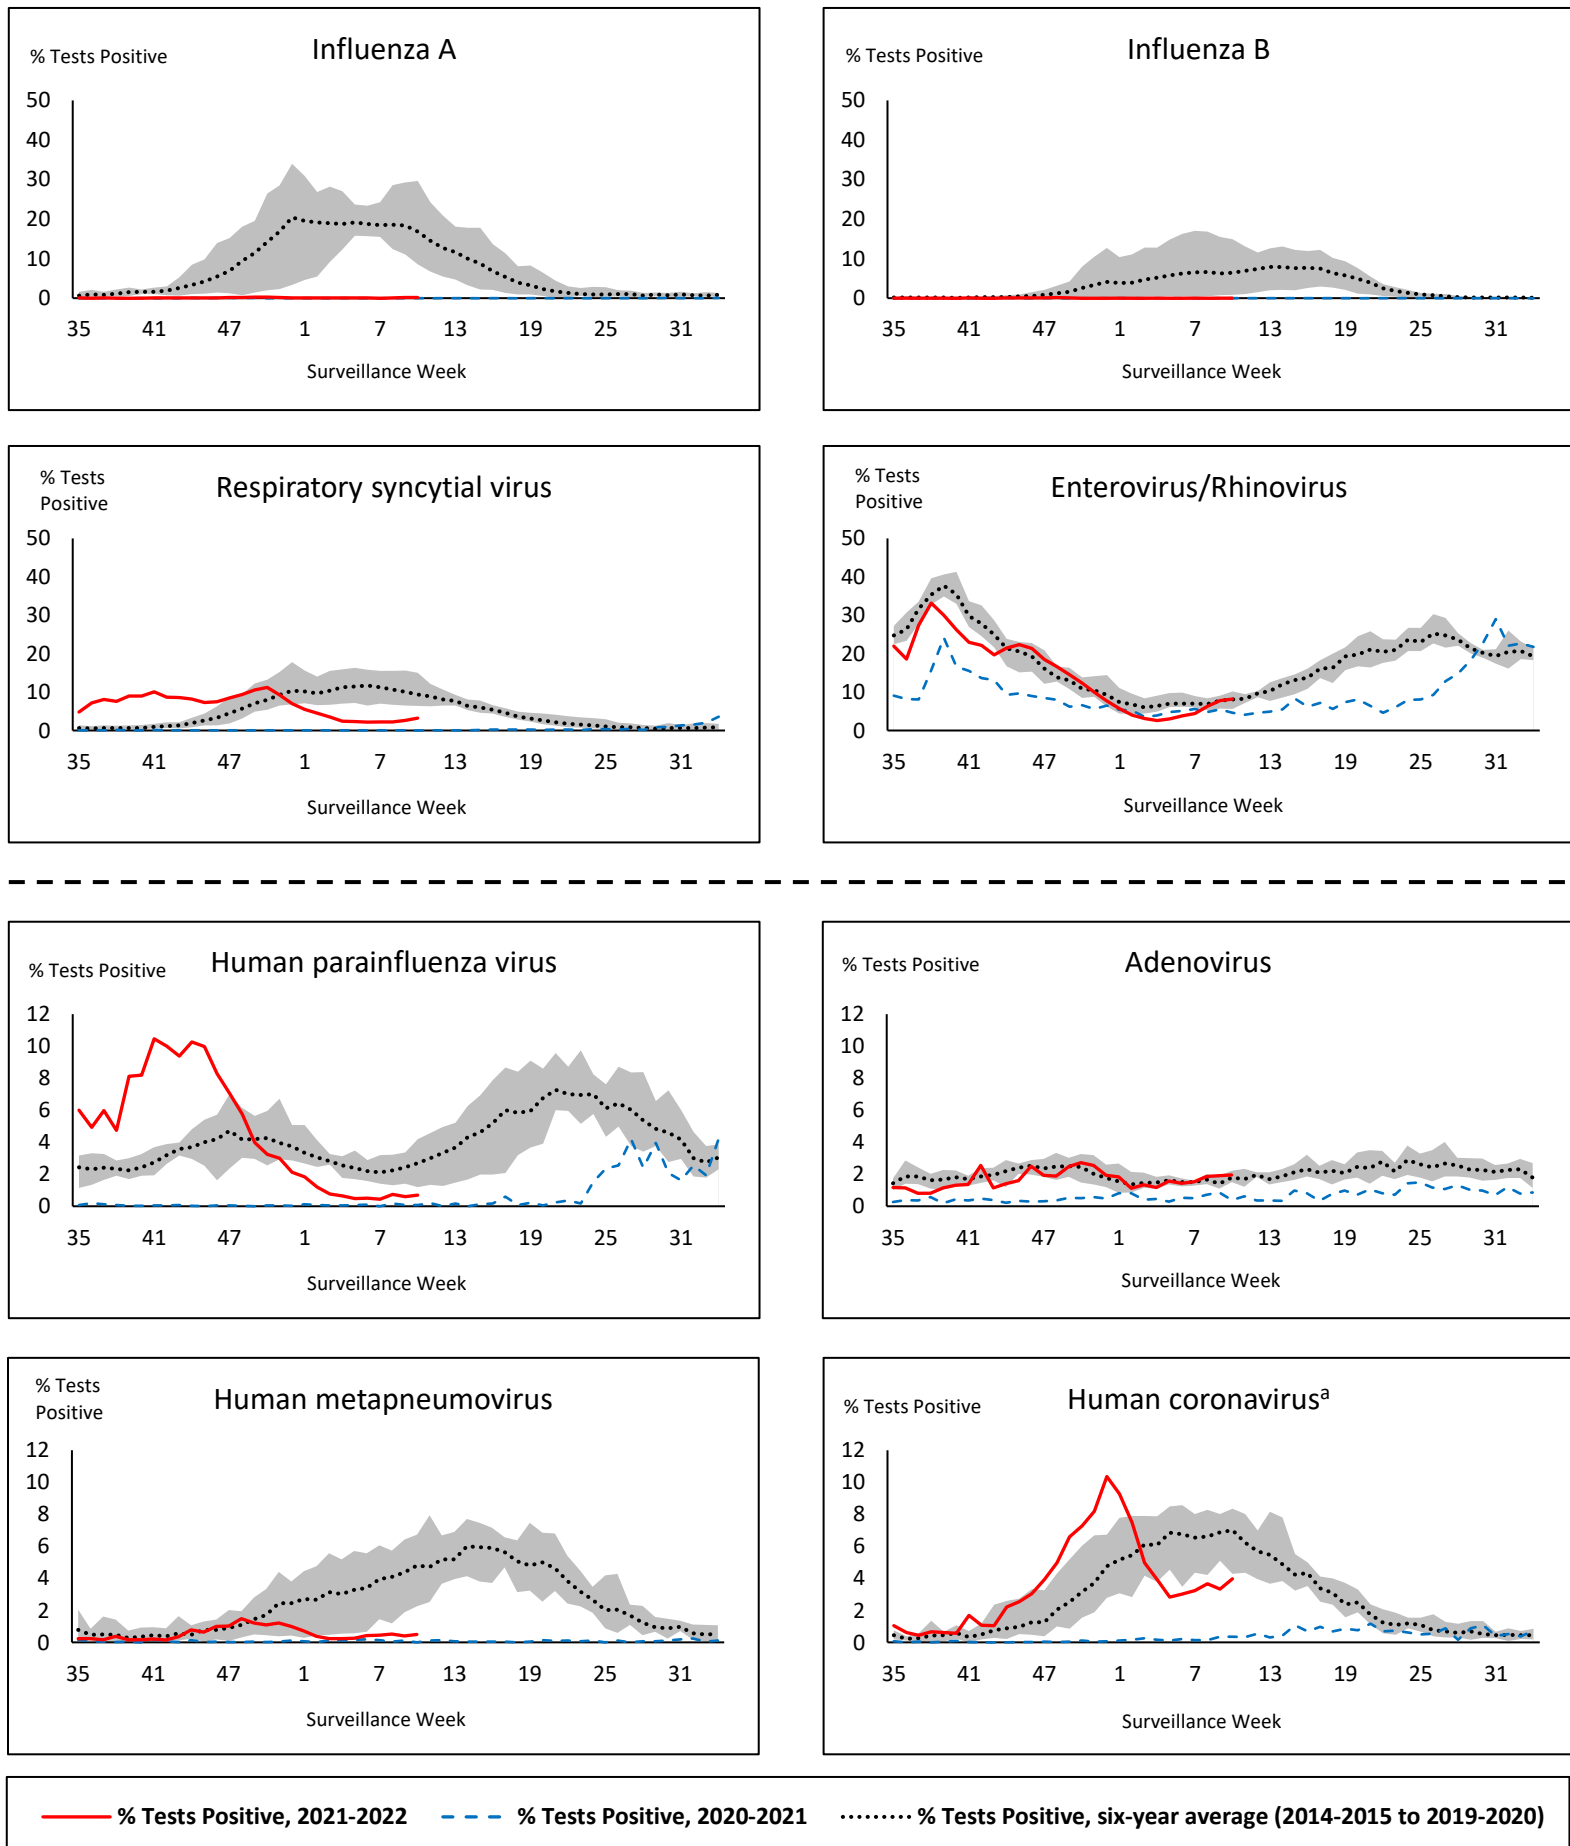 Influenza A
% Tests Positive
50
40
30
20
10
0
35 41 47 1 7 13 19 25 31
Surveillance Week
Influenza B
% Tests Positive
50
40
30
20
10
0
35 41 47 1 7 13 19 25 31
Surveillance Week
% Tests
Positive
Respiratory syncytial virus
50
40
30
20
10
0
35 41 47 1 7 13 19 25 31
Surveillance Week
% Tests
Positive
Enterovirus/Rhinovirus
50
40
30
20
10
0
35 41 47 1 7 13 19 25 31
Surveillance Week
Human parainfluenza virus
% Tests Positive
12
10
8
6
4
2
0
35 41 47 1 7 13 19 25 31
Surveillance Week
Adenovirus
% Tests Positive
12
10
8
6
4
2
0
35 41 47 1 7 13 19 25 31
Surveillance Week
% Tests
Positive
Human metapneumovirus
12
10
8
6
4
2
0
35 41 47 1 7 13 19 25 31
Surveillance Week
Human coronavirusᵃ
% Tests Positive
12
10
8
6
4
2
0
35 41 47 1 7 13 19 25 31
Surveillance Week
% Tests Positive, 2021-2022 % Tests Positive, 2020-2021 % Tests Positive, six-year average (2014-2015 to 2019-2020)